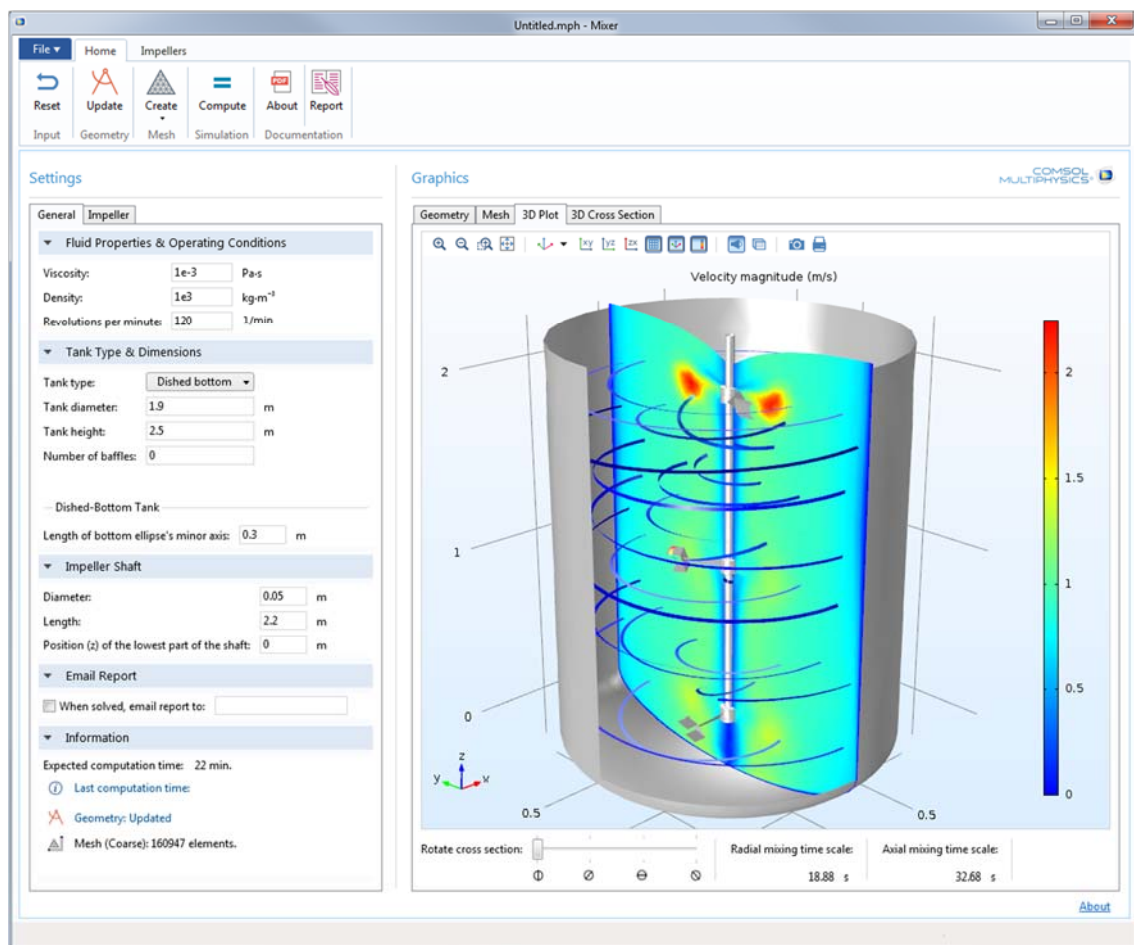 Untitled.mph - Mixer
File Home Impellers
Reset Update Create Compute About Report
Input Geometry Mesh Simulation Documentation
Settings
General Impeller
Fluid Properties & Operating Conditions
Viscosity: 1e-3 Pa·s
Density: 1e3 kg·m⁻³
Revolutions per minute: 120 1/min
Tank Type & Dimensions
Tank type: Dished bottom
Tank diameter: 1.9 m
Tank height: 2.5 m
Number of baffles: 0
Dished-Bottom Tank
Length of bottom ellipse's minor axis: 0.3 m
Impeller Shaft
Diameter: 0.05 m
Length: 2.2 m
Position (z) of the lowest part of the shaft: 0 m
Email Report
When solved, email report to:
Information
Expected computation time: 22 min.
Last computation time:
Geometry: Updated
Mesh (Coarse): 160947 elements.
Graphics
COMSOL
MULTIPHYSICS®
Geometry Mesh 3D Plot 3D Cross Section
xy yz zx
Velocity magnitude (m/s)
2
1
0
0.5
0.5
z
y x
2
1.5
1
0.5
0
Rotate cross section:
Radial mixing time scale: Axial mixing time scale:
18.88 s 32.68 s
About